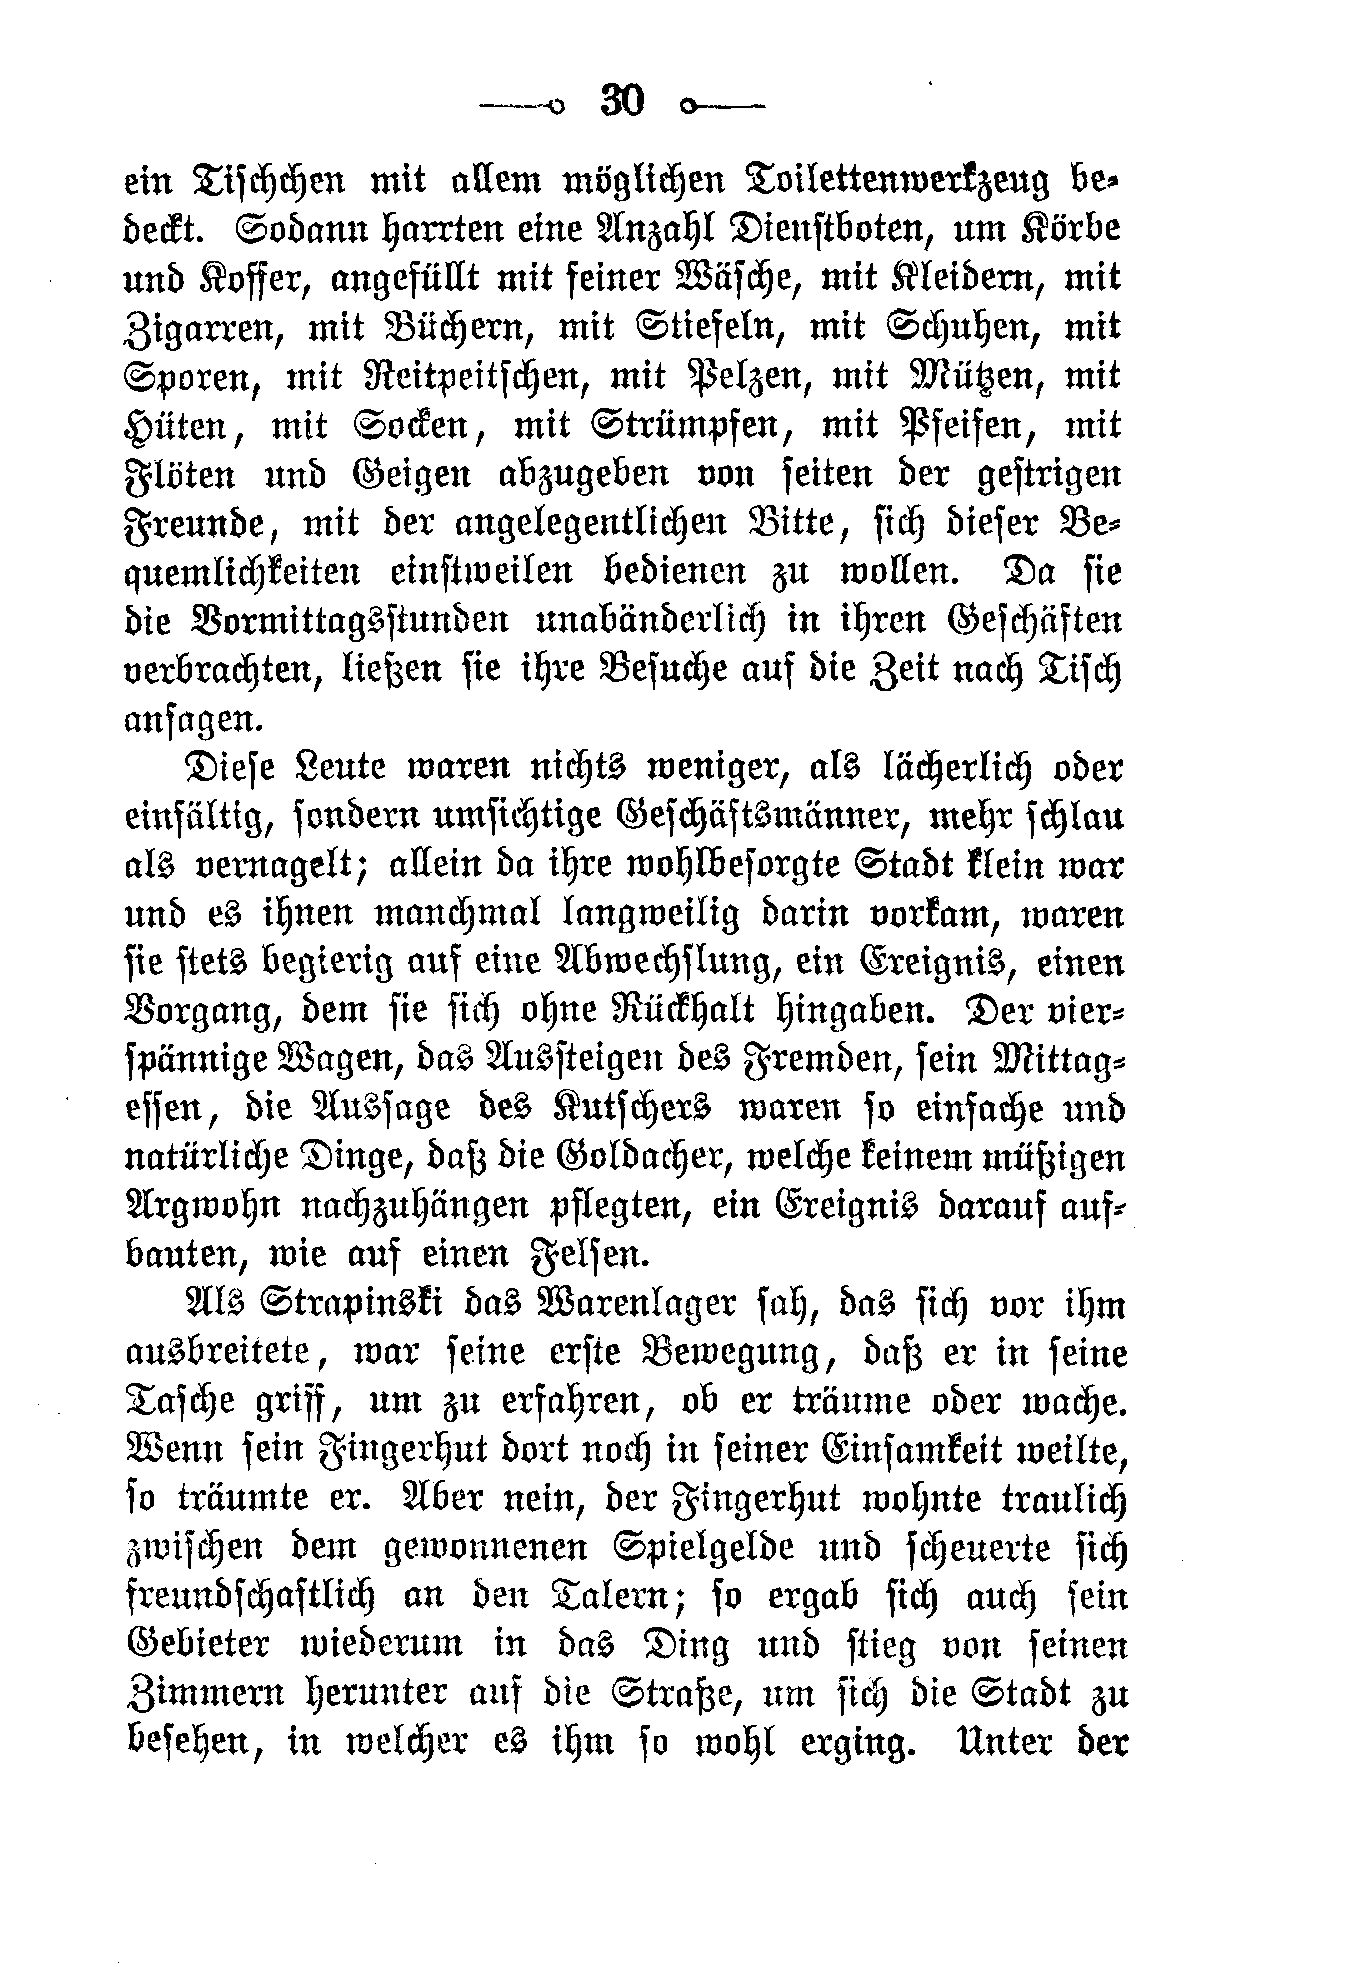 30
ein Tischchen mit allem möglichen Toilettenwerkzeug be-
deckt. Sodann harrten eine Anzahl Dienstboten, um Körbe
und Koffer, angefüllt mit feiner Wäsche, mit Kleidern, mit
Zigarren, mit Büchern, mit Stiefeln, mit Schuhen, mit
Sporen, mit Reitpeitschen, mit Pelzen, mit Mützen, mit
Hüten, mit Socken, mit Strümpfen, mit Pfeifen, mit
Flöten und Geigen abzugeben von seiten der gestrigen
Freunde, mit der angelegentlichen Bitte, sich dieser Be-
quemlichkeiten einstweilen bedienen zu wollen. Da sie
die Vormittagsstunden unabänderlich in ihren Geschäften
verbrachten, ließen sie ihre Besuche auf die Zeit nach Tisch
ansagen.
Diese Leute waren nichts weniger, als lächerlich oder
einfältig, sondern umsichtige Geschäftsmänner, mehr schlau
als vernagelt; allein da ihre wohlbesorgte Stadt klein war
und es ihnen manchmal langweilig darin vorkam, waren
sie stets begierig auf eine Abwechslung, ein Ereignis, einen
Vorgang, dem sie sich ohne Rückhalt hingaben. Der vier-
spännige Wagen, das Aussteigen des Fremden, sein Mittag-
essen, die Aussage des Kutschers waren so einfache und
natürliche Dinge, daß die Goldacher, welche keinem müßigen
Argwohn nachzuhängen pflegten, ein Ereignis darauf auf-
bauten, wie auf einen Felsen.
Als Strapinski das Warenlager sah, das sich vor ihm
ausbreitete, war seine erste Bewegung, daß er in seine
Tasche griff, um zu erfahren, ob er träume oder wache.
Wenn sein Fingerhut dort noch in seiner Einsamkeit weilte,
so träumte er. Aber nein, der Fingerhut wohnte traulich
zwischen dem gewonnenen Spielgelde und scheuerte sich
freundschaftlich an den Talern; so ergab sich auch sein
Gebieter wiederum in das Ding und stieg von seinen
Zimmern herunter auf die Straße, um sich die Stadt zu
besehen, in welcher es ihm so wohl erging. Unter der